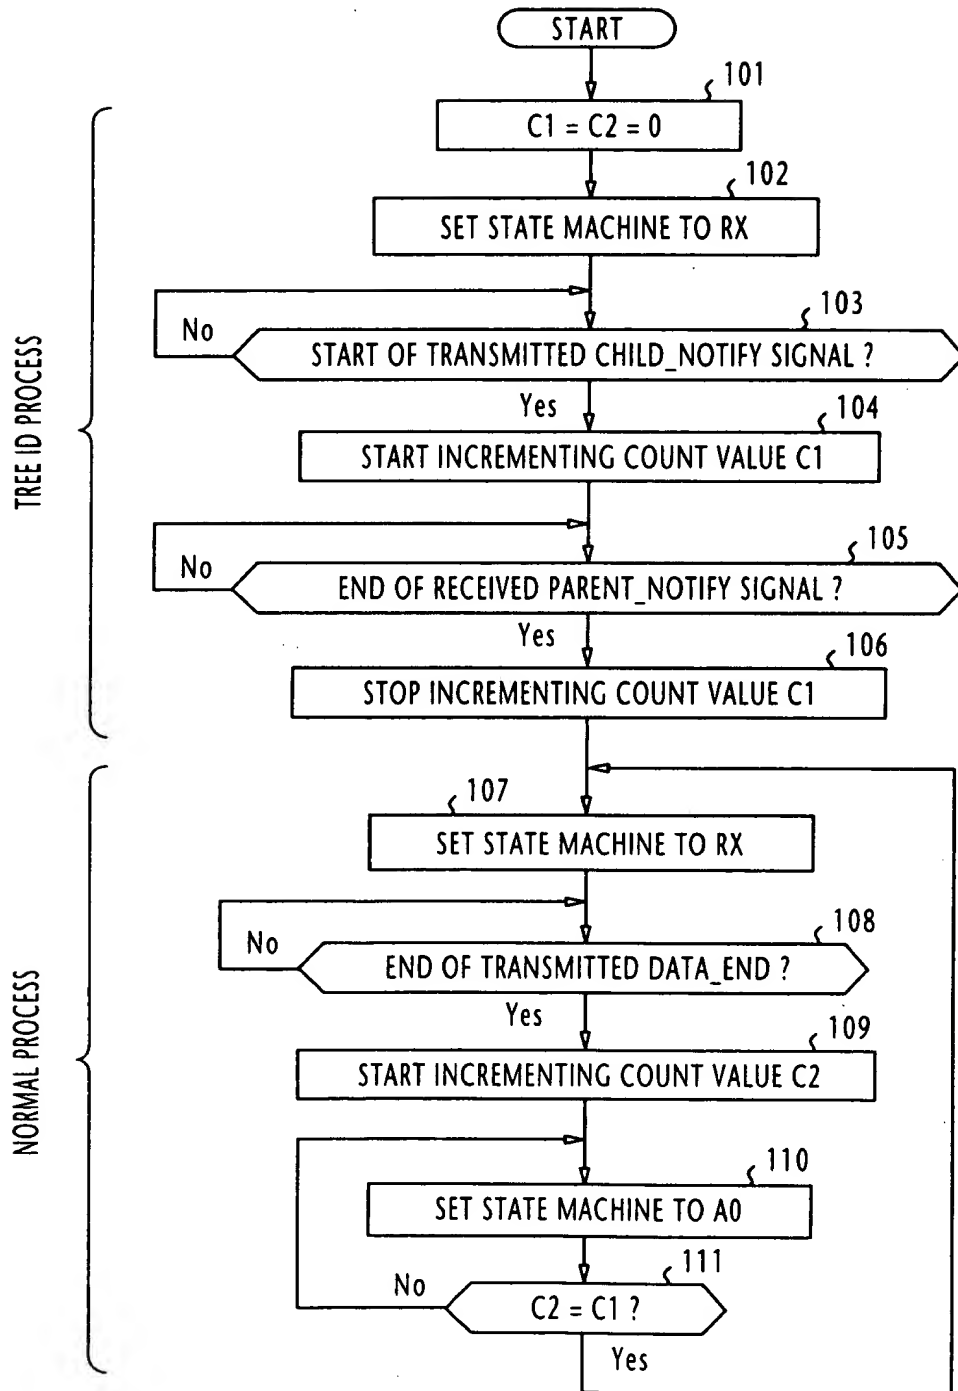 START
101
C1 = C2 = 0
102
SET STATE MACHINE TO RX
103
No
START OF TRANSMITTED CHILD_NOTIFY SIGNAL ?
Yes
104
START INCREMENTING COUNT VALUE C1
105
No
END OF RECEIVED PARENT_NOTIFY SIGNAL ?
Yes
106
STOP INCREMENTING COUNT VALUE C1
TREE ID PROCESS
107
SET STATE MACHINE TO RX
108
No
END OF TRANSMITTED DATA_END ?
Yes
109
START INCREMENTING COUNT VALUE C2
110
SET STATE MACHINE TO A0
111
No
C2 = C1 ?
Yes
NORMAL PROCESS